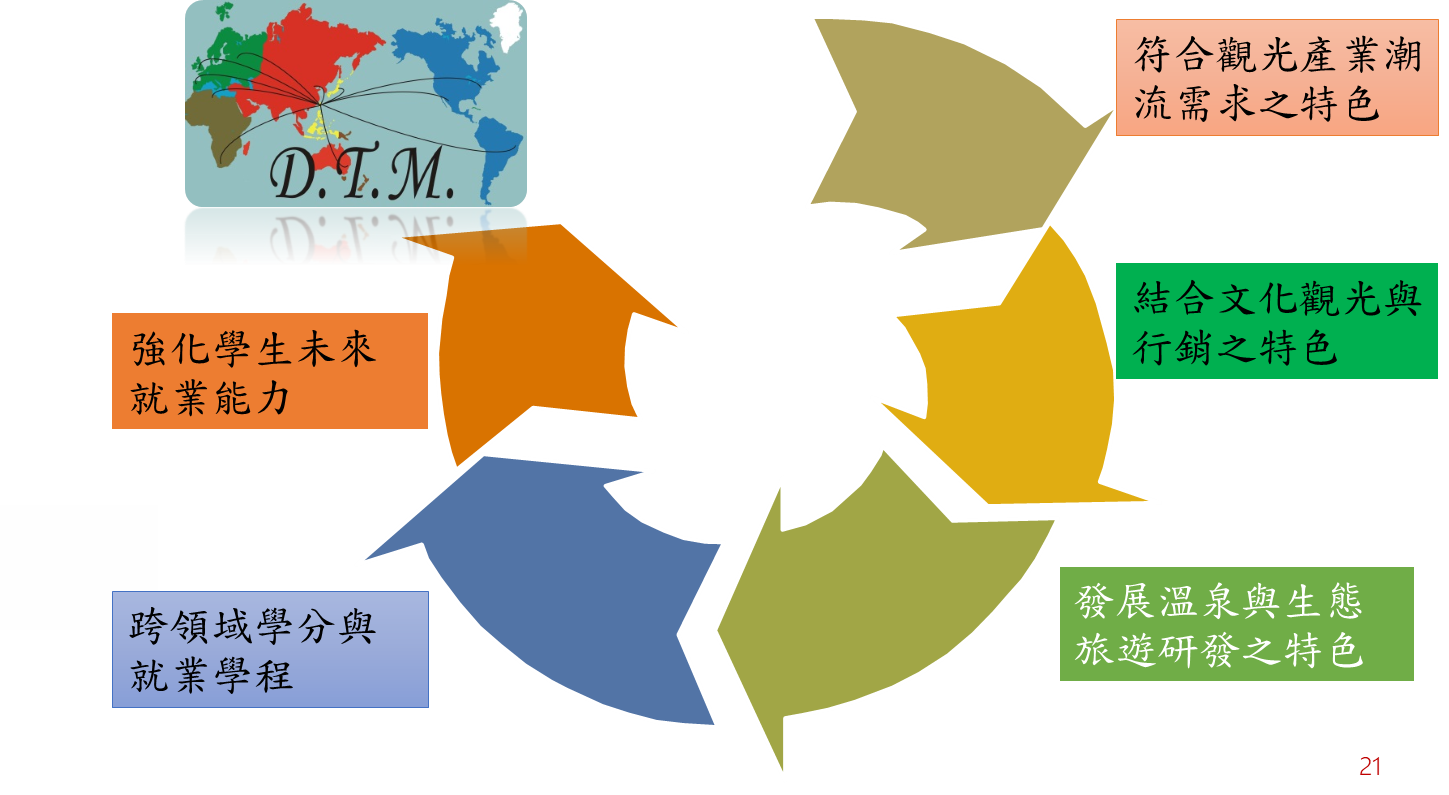 D.T.M.
符合觀光產業潮
流需求之特色
結合文化觀光與
行銷之特色
發展溫泉與生態
旅遊研發之特色
跨領域學分與
就業學程
強化學生未來
就業能力
21